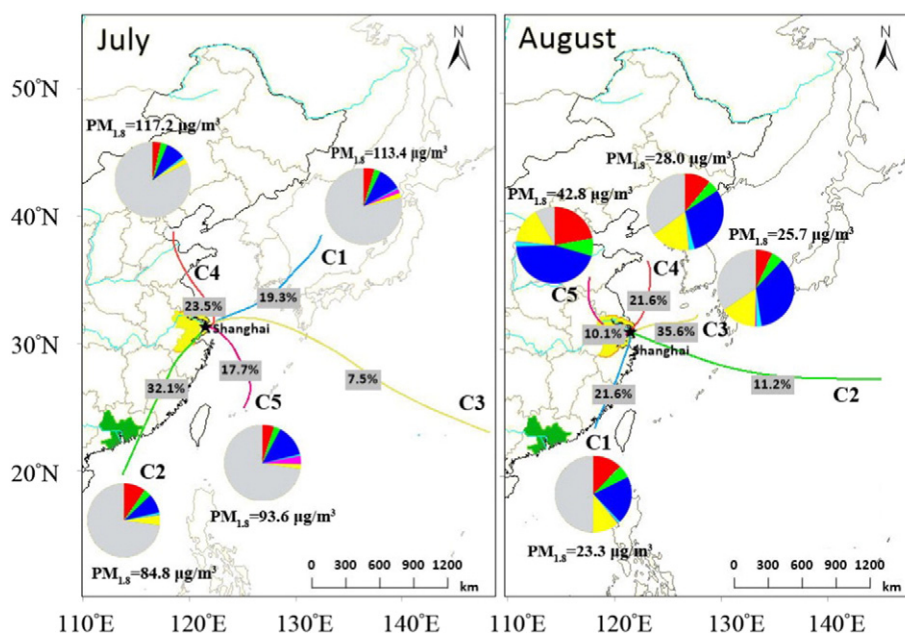 July
N
50°N
40°N
30°N
20°N
PM1.8=117.2 μg/m³
PM1.8=113.4 μg/m³
C4
C1
23.5%
19.3%
Shanghai
32.1%
17.7%
7.5%
C5
C3
C2
PM1.8=93.6 μg/m³
PM1.8=84.8 μg/m³
0 300 600 900 1200
km
110°E 120°E 130°E 140°E
August
N
PM1.8=28.0 μg/m³
PM1.8=42.8 μg/m³
PM1.8=25.7 μg/m³
C4
C5
21.6%
C3
10.1%
35.6%
Shanghai
11.2%
C2
21.6%
C1
PM1.8=23.3 μg/m³
0 300 600 900 1200
km
110°E 120°E 130°E 140°E